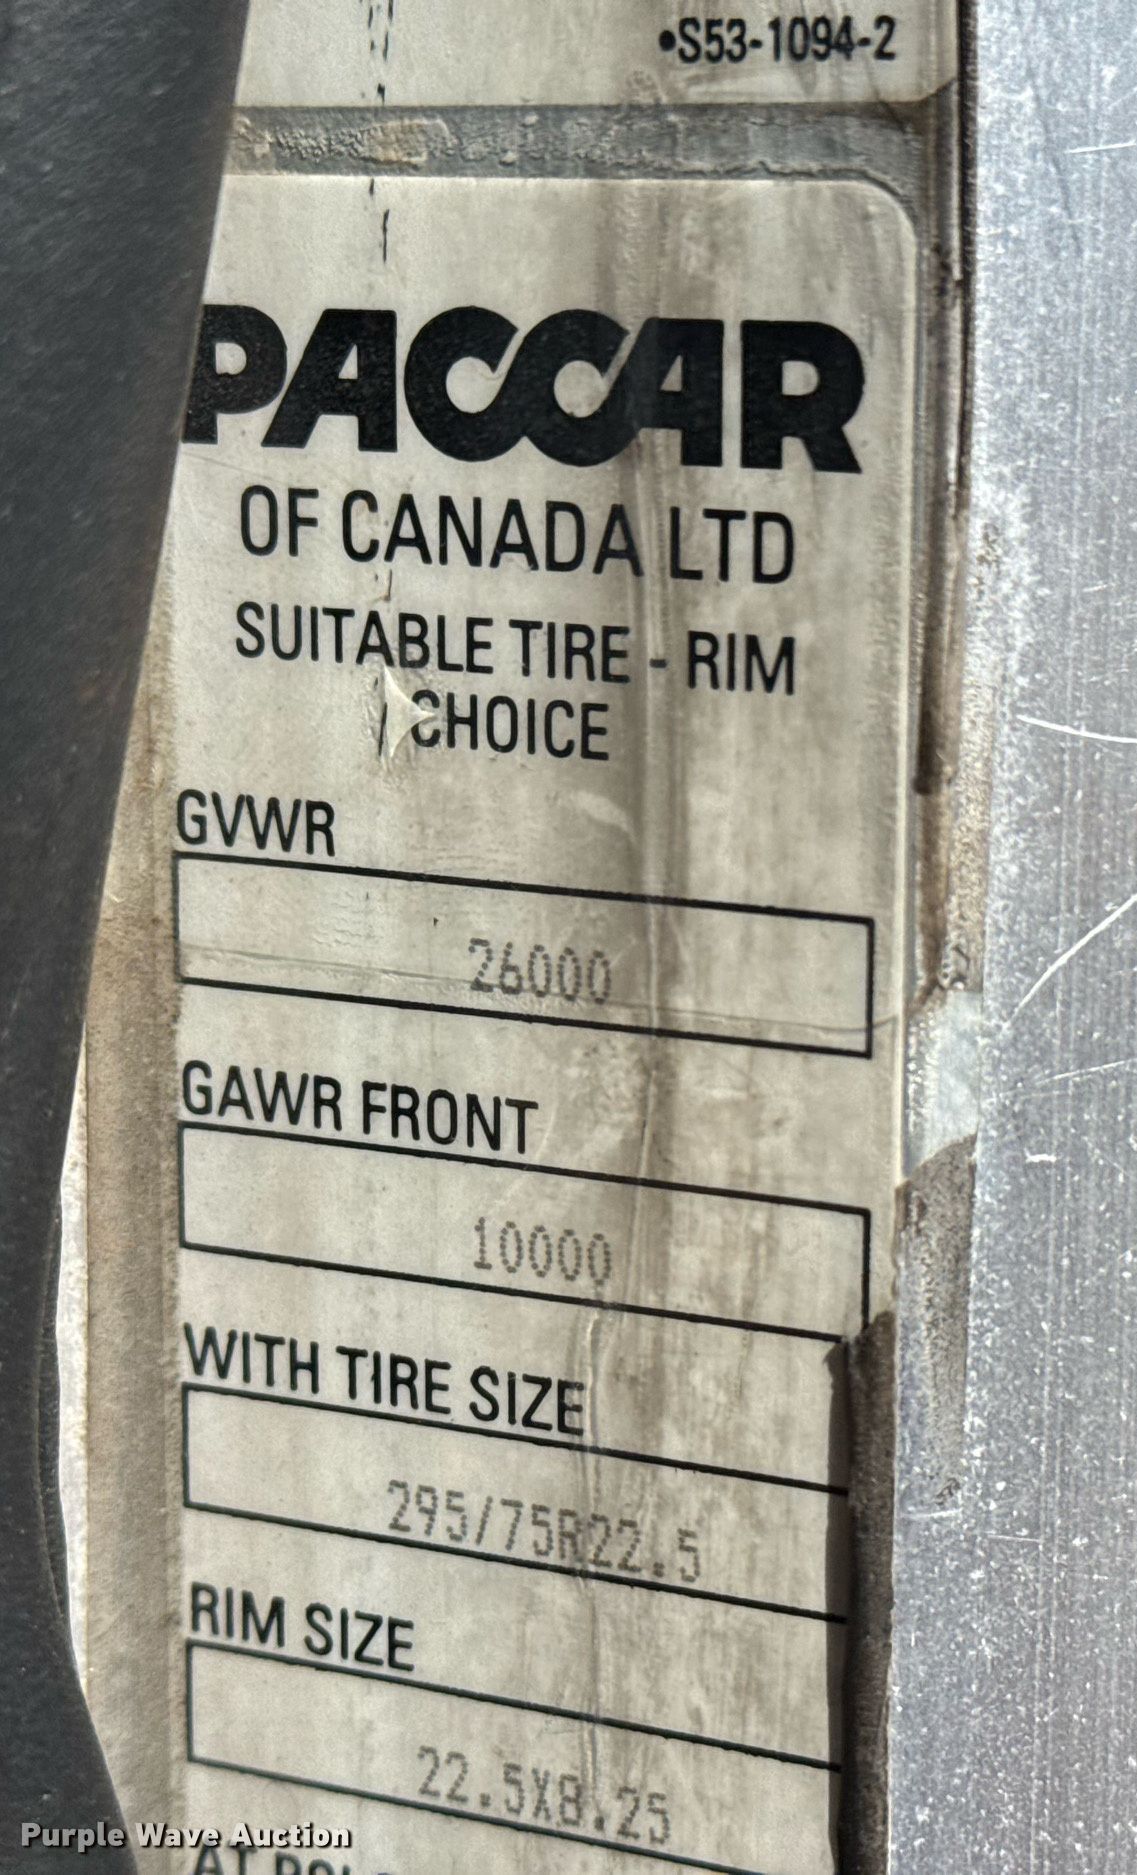 •S53-1094-2
PACCAR
OF CANADA LTD
SUITABLE TIRE - RIM
CHOICE
GVWR
26000
GAWR FRONT
10000
WITH TIRE SIZE
295/75R22.5
RIM SIZE
22.5X8.25
AT
Purple Wave Auction